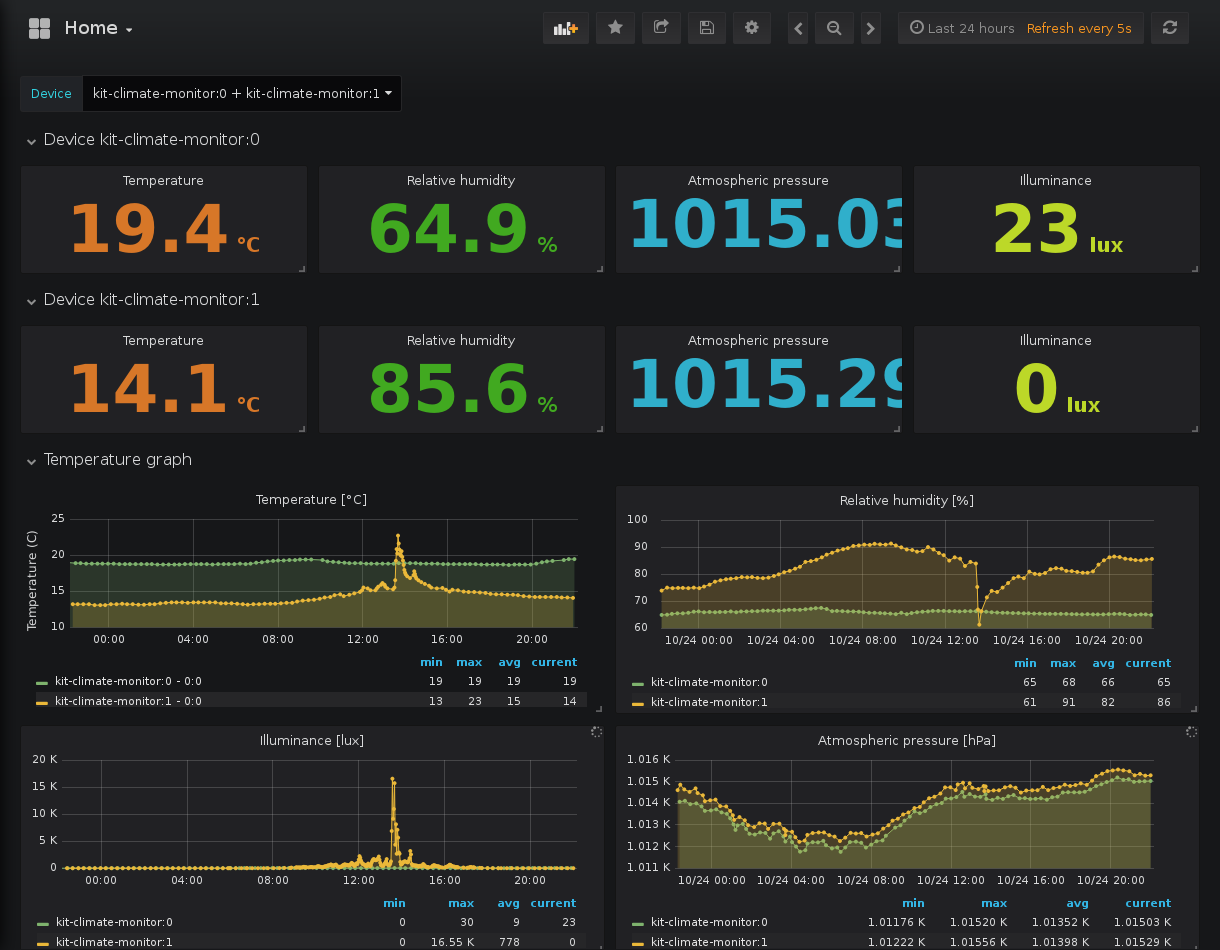 Home
Last 24 hours Refresh every 5s
Device kit-climate-monitor:0 + kit-climate-monitor:1
Device kit-climate-monitor:0
Temperature Relative humidity Atmospheric pressure Illuminance
19.4 °C 64.9 % 1015.03 23 lux
Device kit-climate-monitor:1
Temperature Relative humidity Atmospheric pressure Illuminance
14.1 °C 85.6 % 1015.29 0 lux
Temperature graph
Temperature [°C]
Temperature (C)
25
20
15
10
00:00 04:00 08:00 12:00 16:00 20:00
min max avg current
kit-climate-monitor:0 - 0:0 19 19 19 19
kit-climate-monitor:1 - 0:0 13 23 15 14
Relative humidity [%]
100
90
80
70
60
10/24 00:00 10/24 04:00 10/24 08:00 10/24 12:00 10/24 16:00 10/24 20:00
min max avg current
kit-climate-monitor:0 65 68 66 65
kit-climate-monitor:1 61 91 82 86
Illuminance [lux]
20 K
15 K
10 K
5 K
0
00:00 04:00 08:00 12:00 16:00 20:00
min max avg current
kit-climate-monitor:0 0 30 9 23
kit-climate-monitor:1 0 16.55 K 778 0
Atmospheric pressure [hPa]
1.016 K
1.015 K
1.014 K
1.013 K
1.012 K
1.011 K
10/24 00:00 10/24 04:00 10/24 08:00 10/24 12:00 10/24 16:00 10/24 20:00
min max avg current
kit-climate-monitor:0 1.01176 K 1.01520 K 1.01352 K 1.01503 K
kit-climate-monitor:1 1.01222 K 1.01556 K 1.01398 K 1.01529 K